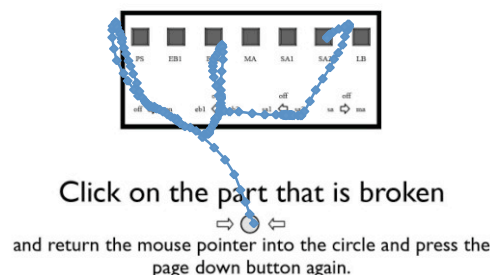 PS EB1 MA SA1 SA2 LB
off off
off eb1 sa1 sa ma
Click on the part that is broken
⇨ ⇦
and return the mouse pointer into the circle and press the
page down button again.